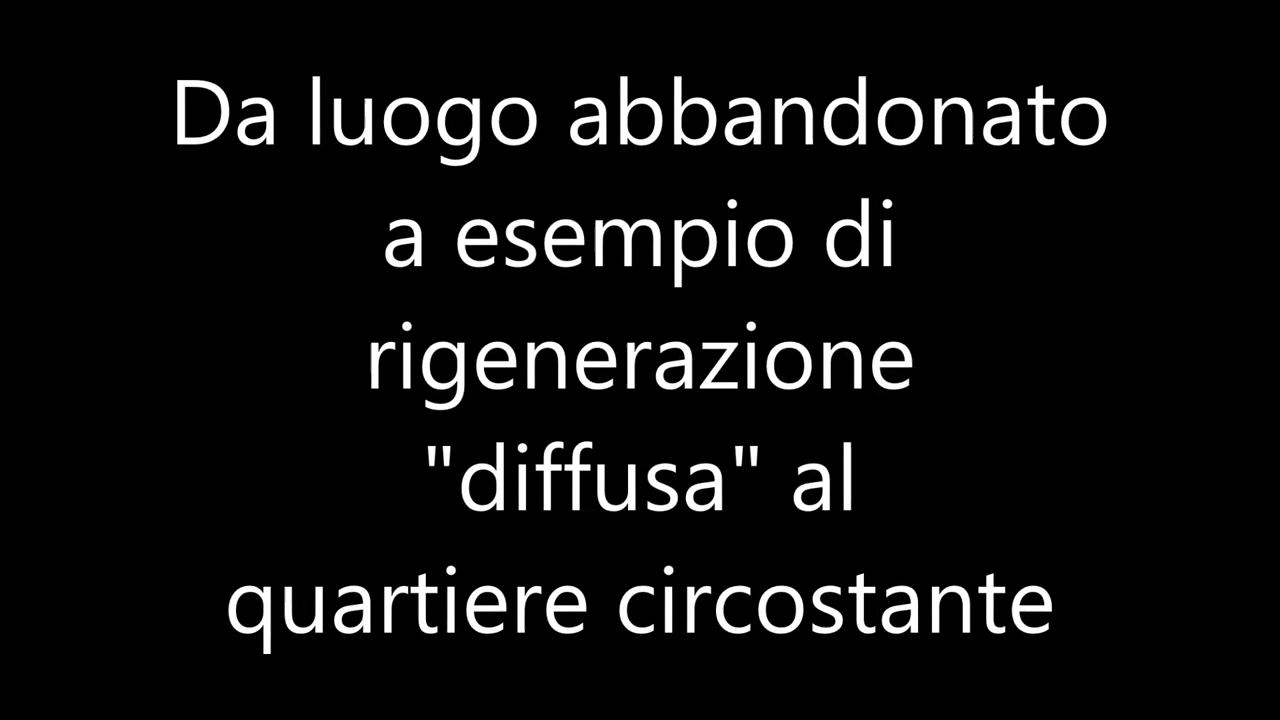 Da luogo abbandonato
a esempio di
rigenerazione
"diffusa" al
quartiere circostante